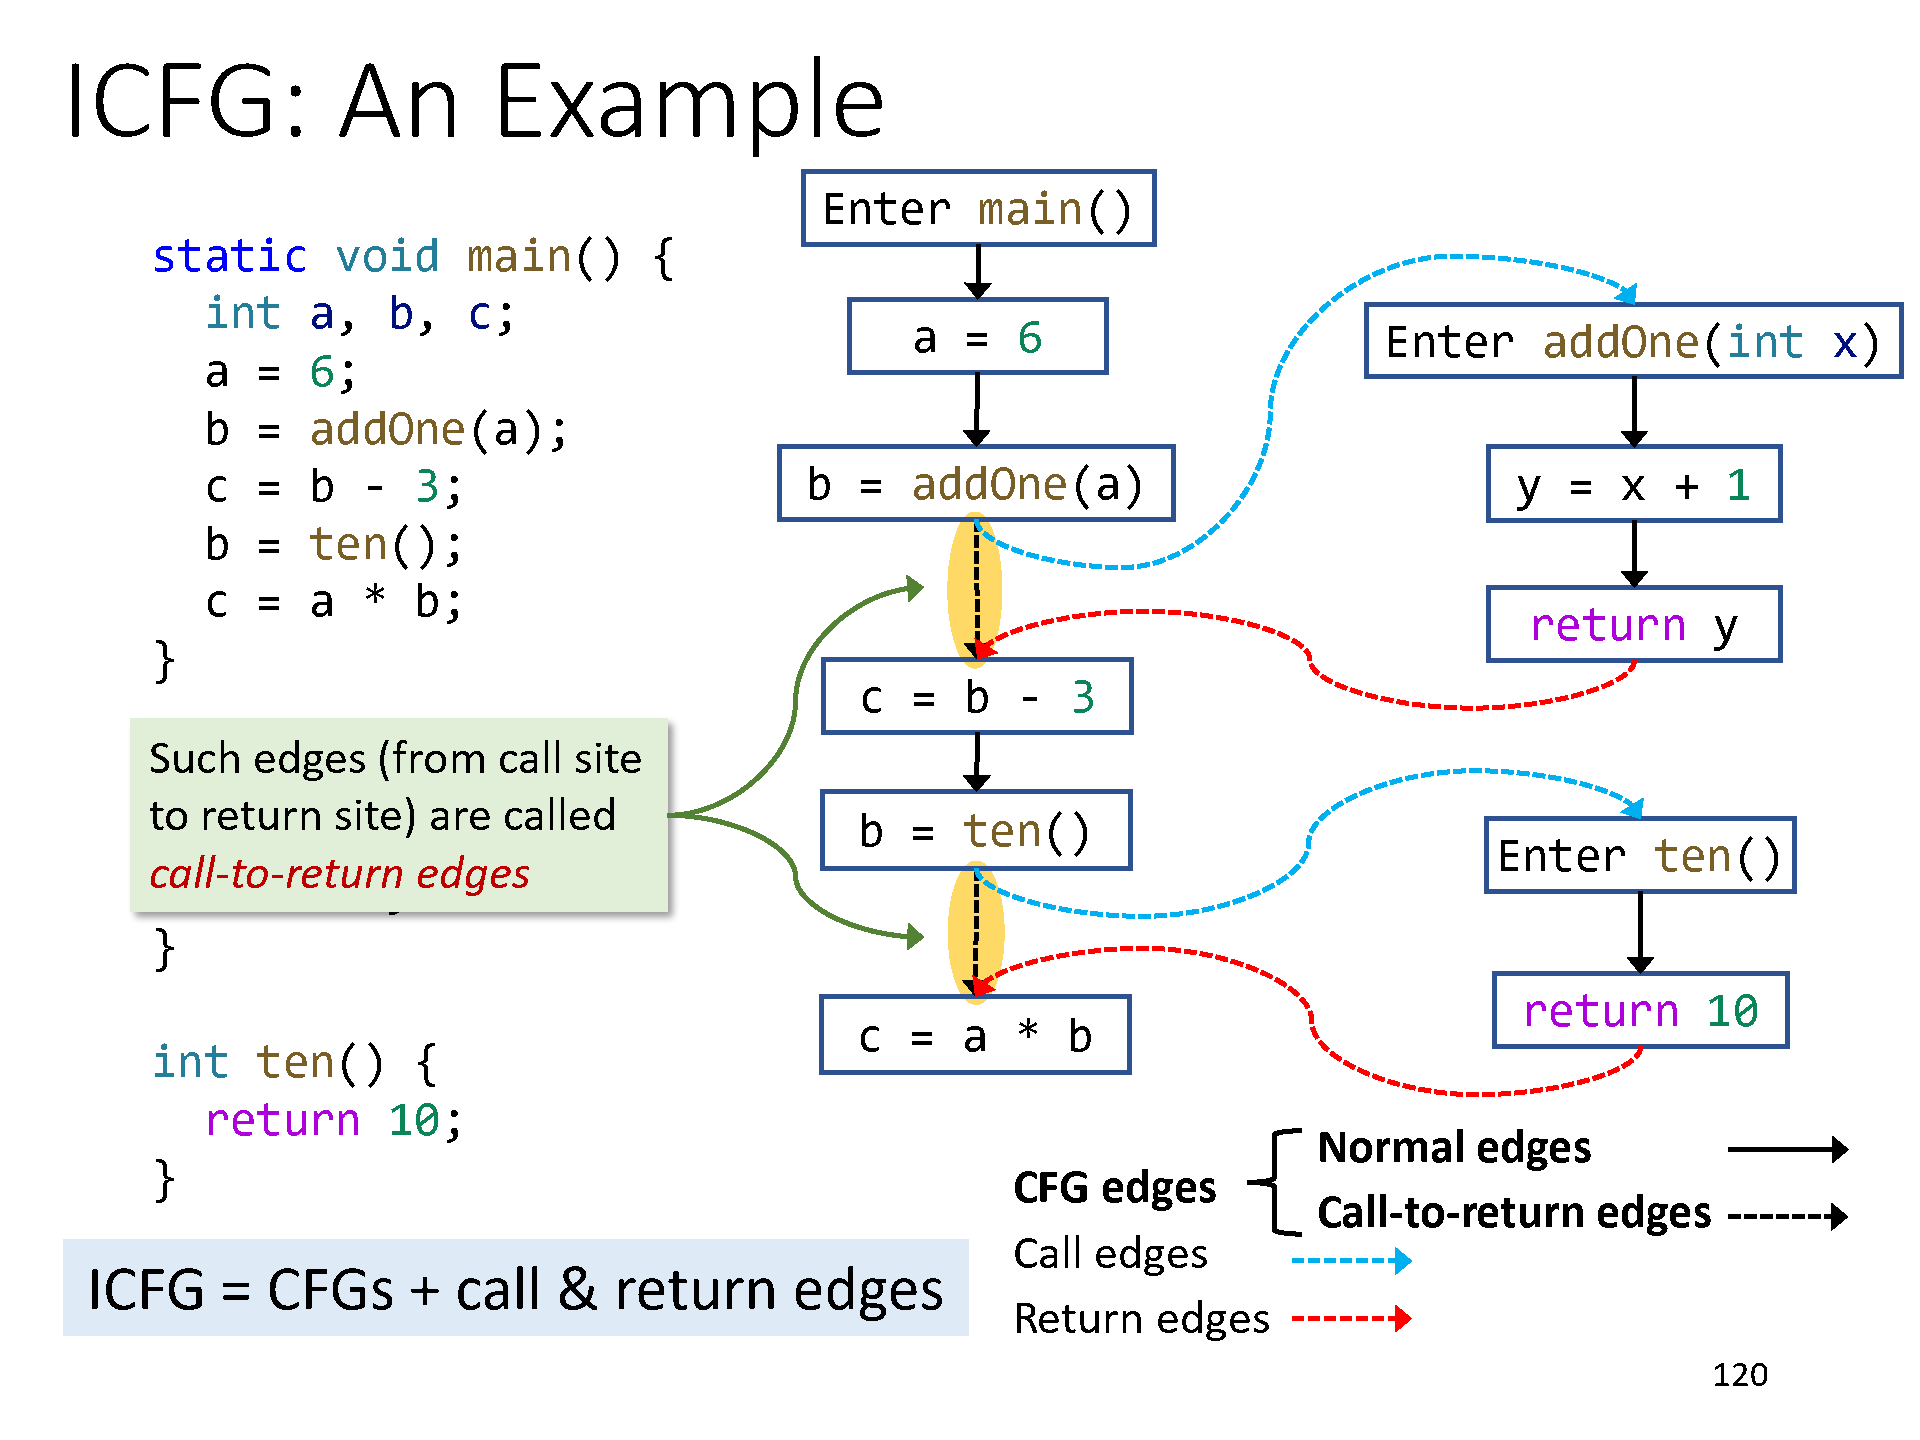 ICFG: An Example
static void main() {
int a, b, c;
a = 6;
b = addOne(a);
c = b - 3;
b = ten();
c = a * b;
}
Such edges (from call site
to return site) are called
call-to-return edges
}
int ten() {
return 10;
}
ICFG = CFGs + call & return edges
Enter main()
a = 6
b = addOne(a)
c = b - 3
b = ten()
c = a * b
Enter addOne(int x)
y = x + 1
return y
Enter ten()
return 10
CFG edges
Normal edges
Call-to-return edges
Call edges
Return edges
120